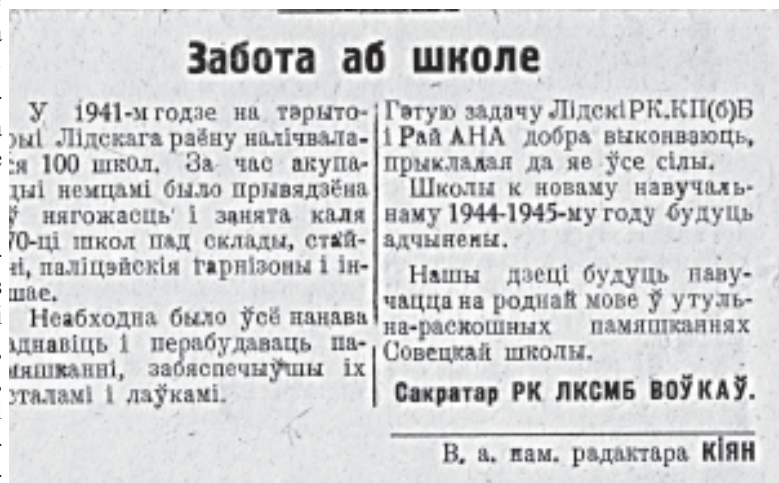 Забота аб школе
У 1941-м годзе на тэрыто-
рыі Лідскага раёну налічвала-
ся 100 школ. За час акупа-
цыі немцамі было прывядзёна
ў нягожасць і занята каля
70-ці школ пад склады, стай-
ні, паліцэйскія гарнізоны і ін-
шае.
Неабходна было ўсё нанава
аднавіць і перабудаваць па-
мяшканні, забяспечыўшы іх
сталамі і лаўкамі.
Гэтую задачу Лідскі РК.КП(б)Б
і Рай АНА добра выконваюць,
прыкладая да яе ўсе сілы.
Школы к новаму навучаль-
наму 1944-1945-му году будуць
адчынены.
Нашы дзеці будуць наву-
чацца на роднай мове ў утуль-
на-раскошных памяшканнях
Совецкай школы.
Сакратар РК ЛКСМБ ВОЎКАЎ.
В. а. нам. радактара КІЯН